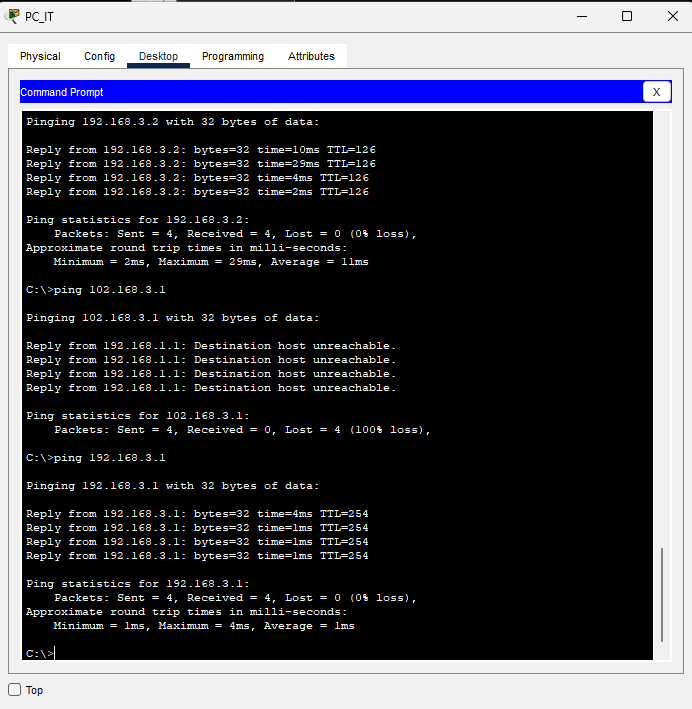 PC_IT
Physical Config Desktop Programming Attributes
Command Prompt X
Pinging 192.168.3.2 with 32 bytes of data:
Reply from 192.168.3.2: bytes=32 time=10ms TTL=126
Reply from 192.168.3.2: bytes=32 time=29ms TTL=126
Reply from 192.168.3.2: bytes=32 time=4ms TTL=126
Reply from 192.168.3.2: bytes=32 time=2ms TTL=126
Ping statistics for 192.168.3.2:
Packets: Sent = 4, Received = 4, Lost = 0 (0% loss),
Approximate round trip times in milli-seconds:
Minimum = 2ms, Maximum = 29ms, Average = 11ms
C:\>ping 102.168.3.1
Pinging 102.168.3.1 with 32 bytes of data:
Reply from 192.168.1.1: Destination host unreachable.
Reply from 192.168.1.1: Destination host unreachable.
Reply from 192.168.1.1: Destination host unreachable.
Reply from 192.168.1.1: Destination host unreachable.
Ping statistics for 102.168.3.1:
Packets: Sent = 4, Received = 0, Lost = 4 (100% loss),
C:\>ping 192.168.3.1
Pinging 192.168.3.1 with 32 bytes of data:
Reply from 192.168.3.1: bytes=32 time=4ms TTL=254
Reply from 192.168.3.1: bytes=32 time=1ms TTL=254
Reply from 192.168.3.1: bytes=32 time=1ms TTL=254
Reply from 192.168.3.1: bytes=32 time=1ms TTL=254
Ping statistics for 192.168.3.1:
Packets: Sent = 4, Received = 4, Lost = 0 (0% loss),
Approximate round trip times in milli-seconds:
Minimum = 1ms, Maximum = 4ms, Average = 1ms
C:\>
Top